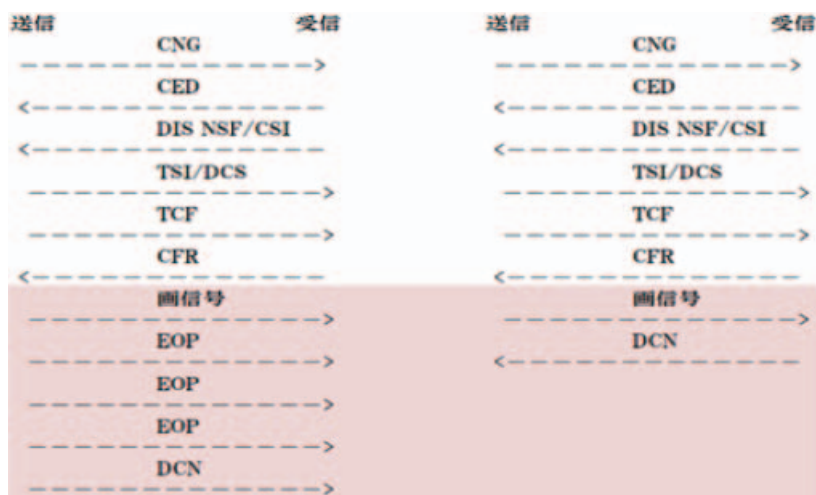 送信 受信 送信 受信
CNG CNG
CED CED
DIS NSF/CSI DIS NSF/CSI
TSI/DCS TSI/DCS
TCF TCF
CFR CFR
画信号 画信号
EOP DCN
EOP
EOP
DCN